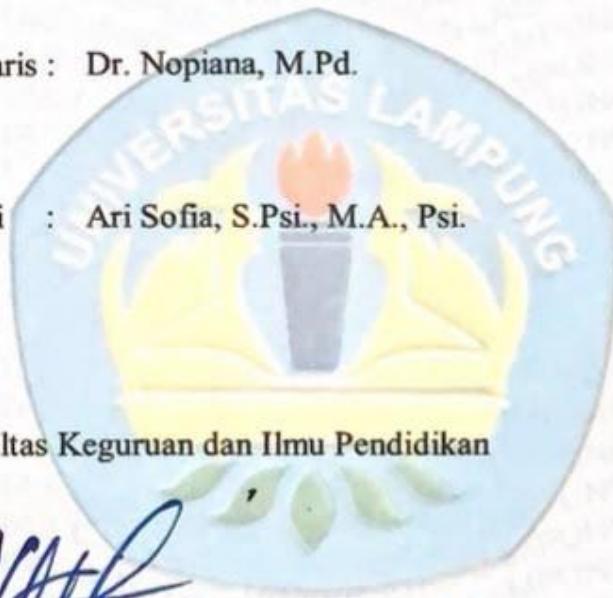 aris : Dr. Nopiana, M.Pd.
UNIVERSITAS LAMPUNG
i : Ari Sofia, S.Psi., M.A., Psi.
ltas Keguruan dan Ilmu Pendidikan